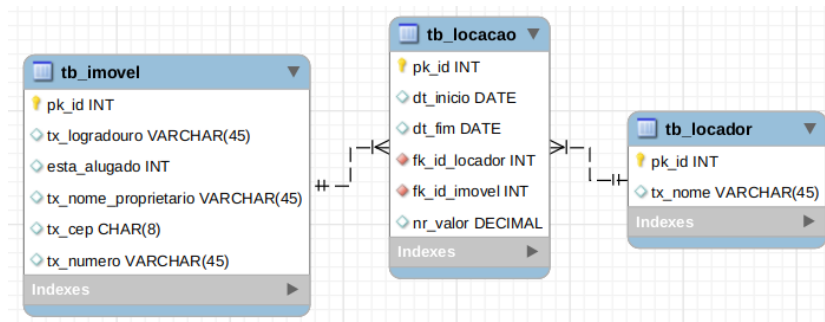 tb_imovel
pk_id INT
tx_logradouro VARCHAR(45)
esta_alugado INT
tx_nome_proprietario VARCHAR(45)
tx_cep CHAR(8)
tx_numero VARCHAR(45)
Indexes
tb_locacao
pk_id INT
dt_inicio DATE
dt_fim DATE
fk_id_locador INT
fk_id_imovel INT
nr_valor DECIMAL
Indexes
tb_locador
pk_id INT
tx_nome VARCHAR(45)
Indexes